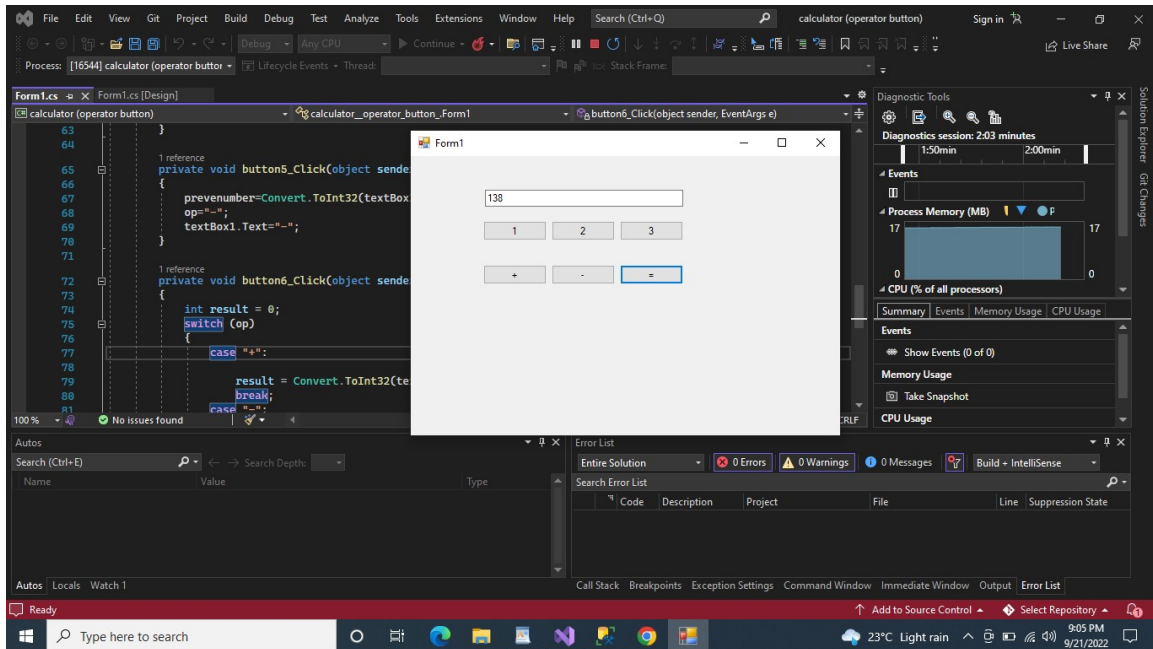 File Edit View Git Project Build Debug Test Analyze Tools Extensions Window Help Search (Ctrl+Q) calculator (operator button) Sign in
Debug Any CPU Continue Live Share
Process: [16544] calculator (operator buttor Lifecycle Events Thread: Stack Frame:
Form1.cs Form1.cs [Design]
calculator (operator button) calculator__operator_button_.Form1 button6_Click(object sender, EventArgs e)
63 }
64
1 reference
65 private void button5_Click(object sende
66 {
67 prevenumber=Convert.ToInt32(textBox
68 op="-";
69 textBox1.Text="-";
70 }
71
1 reference
72 private void button6_Click(object sende
73 {
74 int result = 0;
75 switch (op)
76 {
77 case "+":
78
79 result = Convert.ToInt32(te
80 break;
81 case "-":
100 % No issues found CRLF
Form1
138
1 2 3
+ - =
Diagnostic Tools
Diagnostics session: 2:03 minutes
1:50min 2:00min
Events
Process Memory (MB) P
17 17
0 0
CPU (% of all processors)
Summary Events Memory Usage CPU Usage
Events
Show Events (0 of 0)
Memory Usage
Take Snapshot
CPU Usage
Solution Explorer
Git Changes
Autos
Search (Ctrl+E) Search Depth:
Name Value Type
Autos Locals Watch 1
Error List
Entire Solution 0 Errors 0 Warnings 0 Messages Build + IntelliSense
Search Error List
Code Description Project File Line Suppression State
Call Stack Breakpoints Exception Settings Command Window Immediate Window Output Error List
Ready Add to Source Control Select Repository
Type here to search 23°C Light rain 9:05 PM
9/21/2022